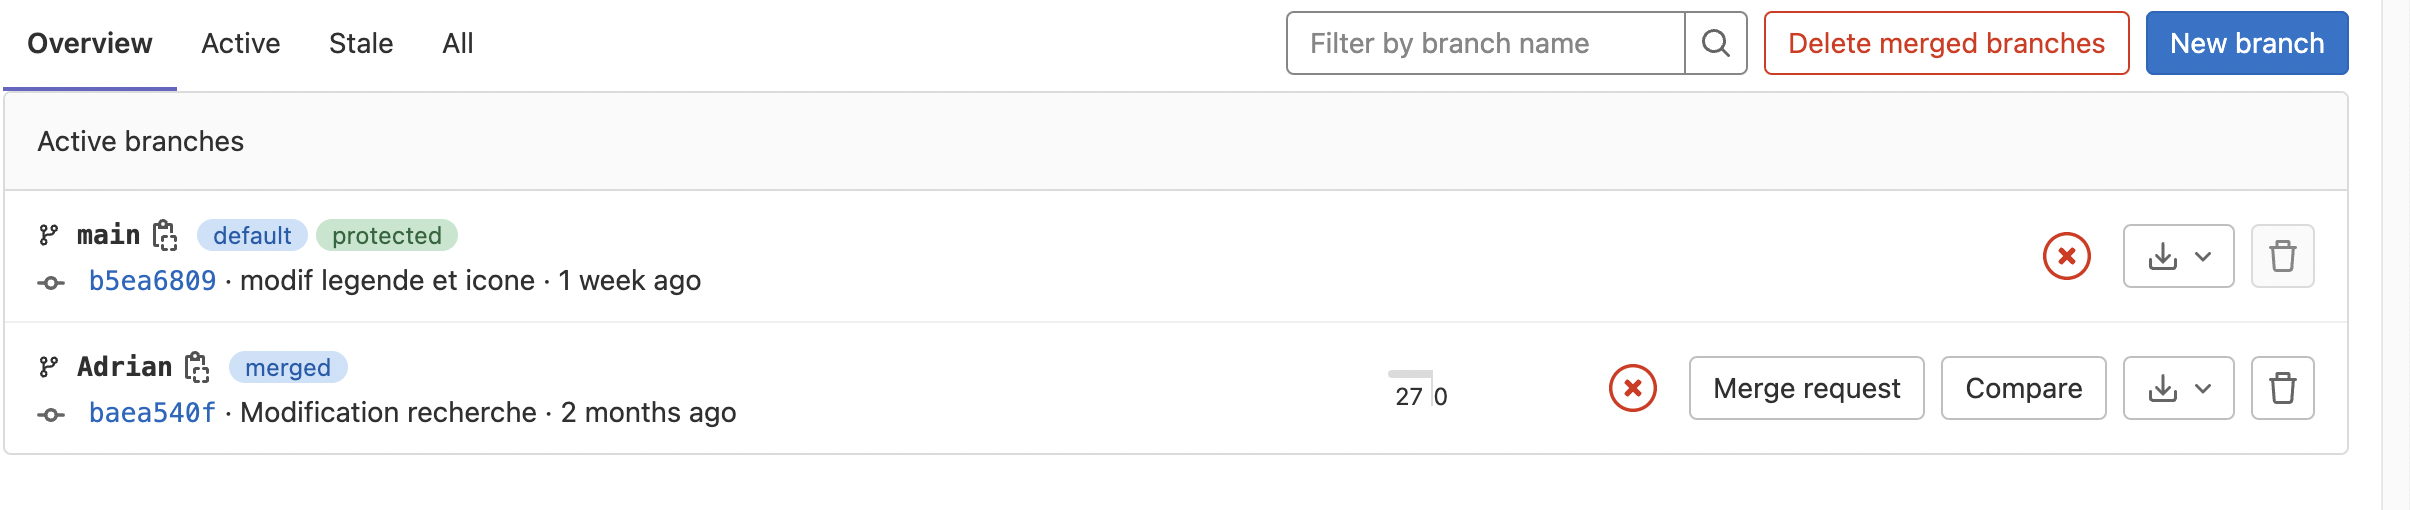 Overview Active Stale All Filter by branch name Delete merged branches New branch
Active branches
main default protected
b5ea6809 · modif legende et icone · 1 week ago
Adrian merged
27 0 Merge request Compare
baea540f · Modification recherche · 2 months ago